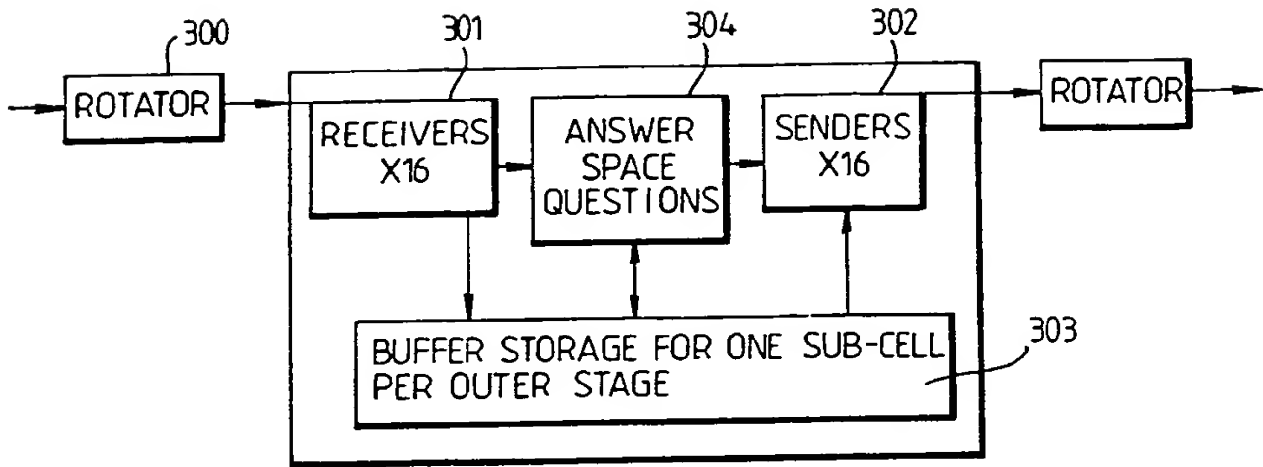 300
301
304
302
ROTATOR
RECEIVERS
X16
ANSWER
SPACE
QUESTIONS
SENDERS
X16
ROTATOR
BUFFER STORAGE FOR ONE SUB-CELL
PER OUTER STAGE
303